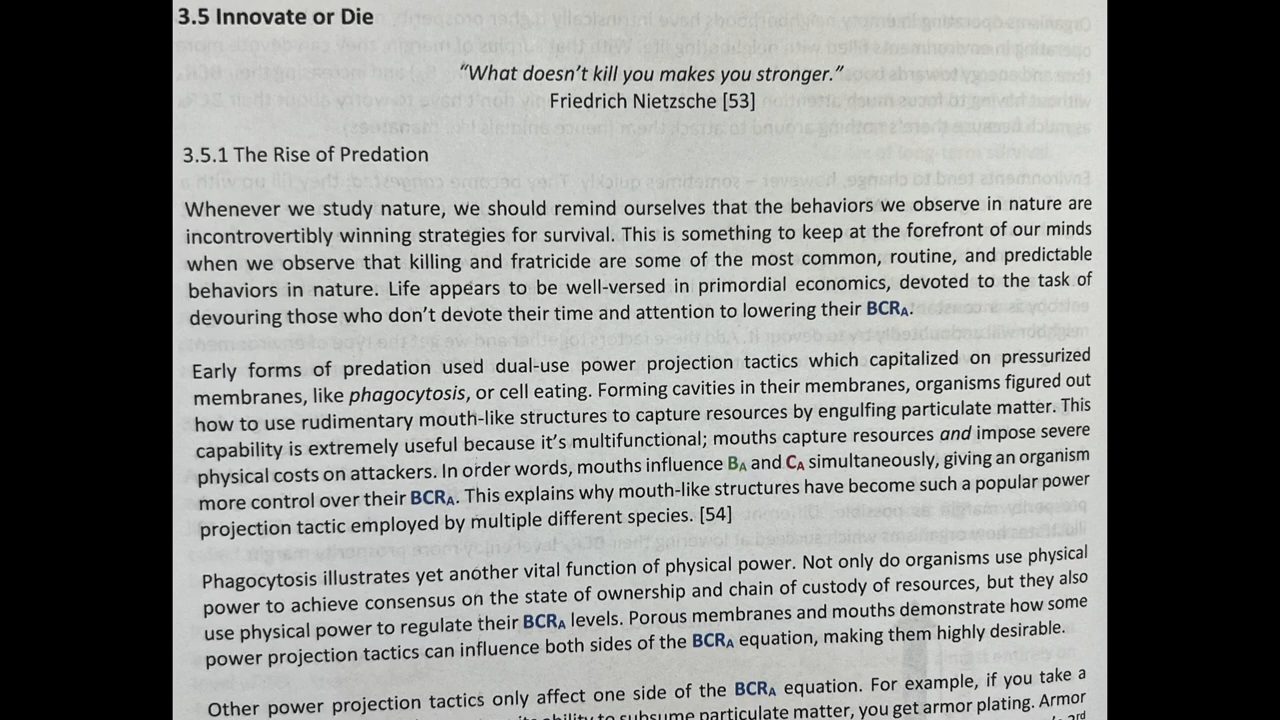 3.5 Innovate or Die
“What doesn’t kill you makes you stronger.”
Friedrich Nietzsche [53]
3.5.1 The Rise of Predation
Whenever we study nature, we should remind ourselves that the behaviors we observe in nature are
incontrovertibly winning strategies for survival. This is something to keep at the forefront of our minds
when we observe that killing and fratricide are some of the most common, routine, and predictable
behaviors in nature. Life appears to be well-versed in primordial economics, devoted to the task of
devouring those who don’t devote their time and attention to lowering their BCRA.
Early forms of predation used dual-use power projection tactics which capitalized on pressurized
membranes, like phagocytosis, or cell eating. Forming cavities in their membranes, organisms figured out
how to use rudimentary mouth-like structures to capture resources by engulfing particulate matter. This
capability is extremely useful because it’s multifunctional; mouths capture resources and impose severe
physical costs on attackers. In order words, mouths influence BA and CA simultaneously, giving an organism
more control over their BCRA. This explains why mouth-like structures have become such a popular power
projection tactic employed by multiple different species. [54]
Phagocytosis illustrates yet another vital function of physical power. Not only do organisms use physical
power to achieve consensus on the state of ownership and chain of custody of resources, but they also
use physical power to regulate their BCRA levels. Porous membranes and mouths demonstrate how some
power projection tactics can influence both sides of the BCRA equation, making them highly desirable.
Other power projection tactics only affect one side of the BCRA equation. For example, if you take a
ability to subsume particulate matter, you get armor plating. Armor